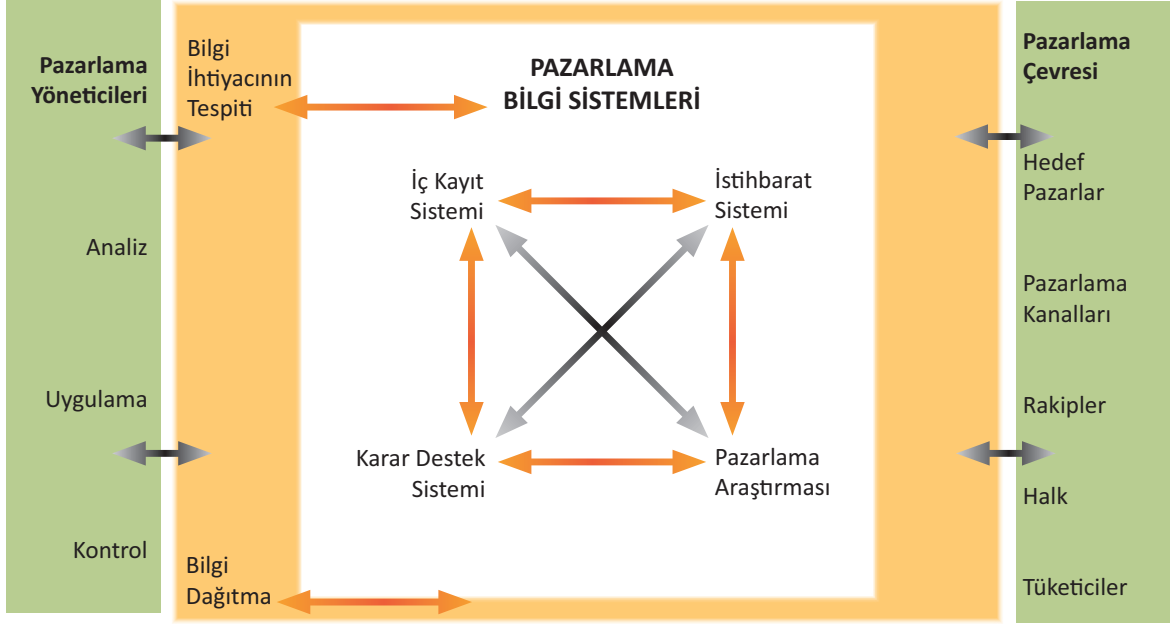 Pazarlama
Yöneticileri
Analiz
Uygulama
Kontrol
Bilgi
İhtiyacının
Tespiti
Bilgi
Dağıtma
PAZARLAMA
BİLGİ SİSTEMLERİ
İç Kayıt
Sistemi
İstihbarat
Sistemi
Karar Destek
Sistemi
Pazarlama
Araştırması
Pazarlama
Çevresi
Hedef
Pazarlar
Pazarlama
Kanalları
Rakipler
Halk
Tüketiciler